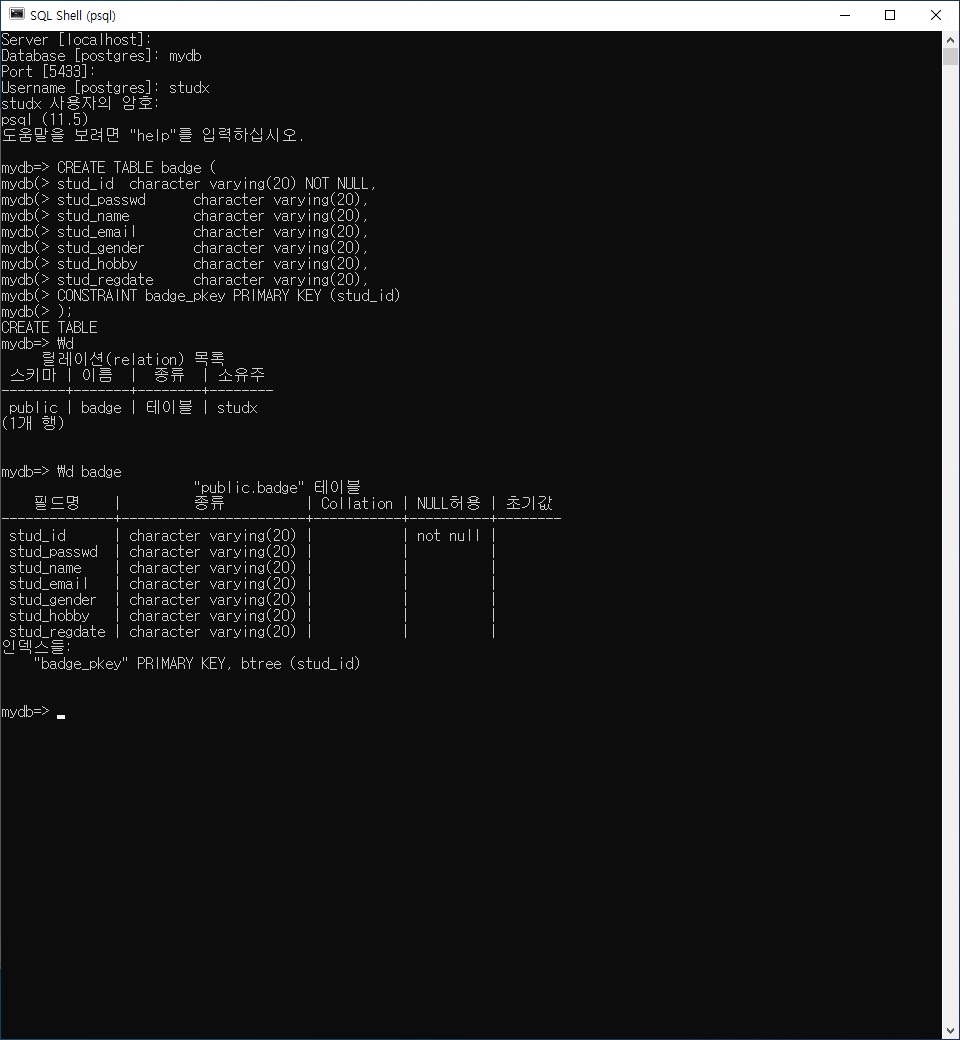 SQL Shell (psql)
Server [localhost]:
Database [postgres]: mydb
Port [5433]:
Username [postgres]: studx
studx 사용자의 암호:
psql (11.5)
도움말을 보려면 "help"를 입력하십시오.
mydb=> CREATE TABLE badge (
mydb(> stud_id  character varying(20) NOT NULL,
mydb(> stud_passwd      character varying(20),
mydb(> stud_name        character varying(20),
mydb(> stud_email       character varying(20),
mydb(> stud_gender      character varying(20),
mydb(> stud_hobby       character varying(20),
mydb(> stud_regdate     character varying(20),
mydb(> CONSTRAINT badge_pkey PRIMARY KEY (stud_id)
mydb(> );
CREATE TABLE
mydb=> ₩d
     릴레이션(relation) 목록
 스키마 | 이름  |  종류  | 소유주
--------+-------+--------+--------
 public | badge | 테이블 | studx
(1개 행)
mydb=> ₩d badge
                        "public.badge" 테이블
    필드명    |         종류          | Collation | NULL허용 | 초기값
--------------+-----------------------+-----------+----------+--------
 stud_id      | character varying(20) |           | not null |
 stud_passwd  | character varying(20) |           |          |
 stud_name    | character varying(20) |           |          |
 stud_email   | character varying(20) |           |          |
 stud_gender  | character varying(20) |           |          |
 stud_hobby   | character varying(20) |           |          |
 stud_regdate | character varying(20) |           |          |
인덱스들:
    "badge_pkey" PRIMARY KEY, btree (stud_id)
mydb=>